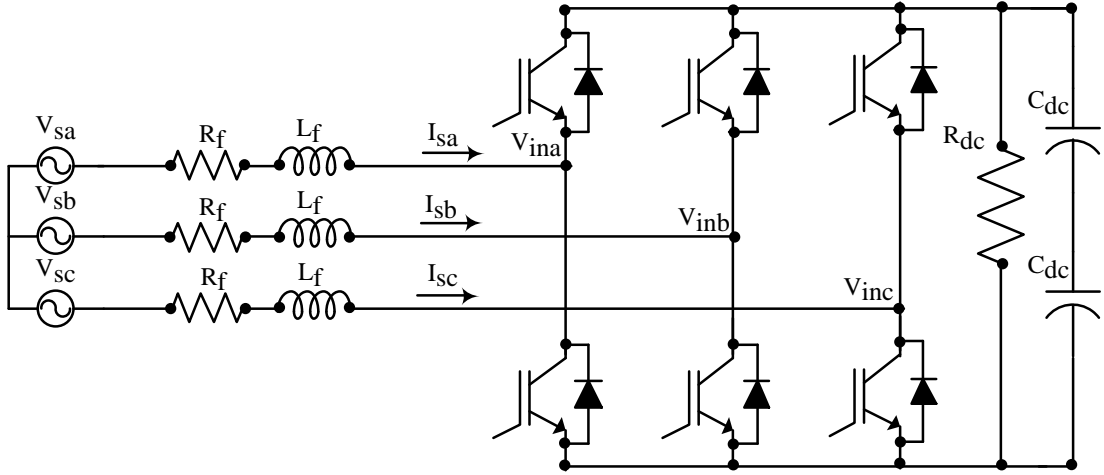 Vsa
Rf
Lf
Isa
Vina
Vsb
Rf
Lf
Isb
Vinb
Vsc
Rf
Lf
Isc
Vinc
Rdc
Cdc
Cdc